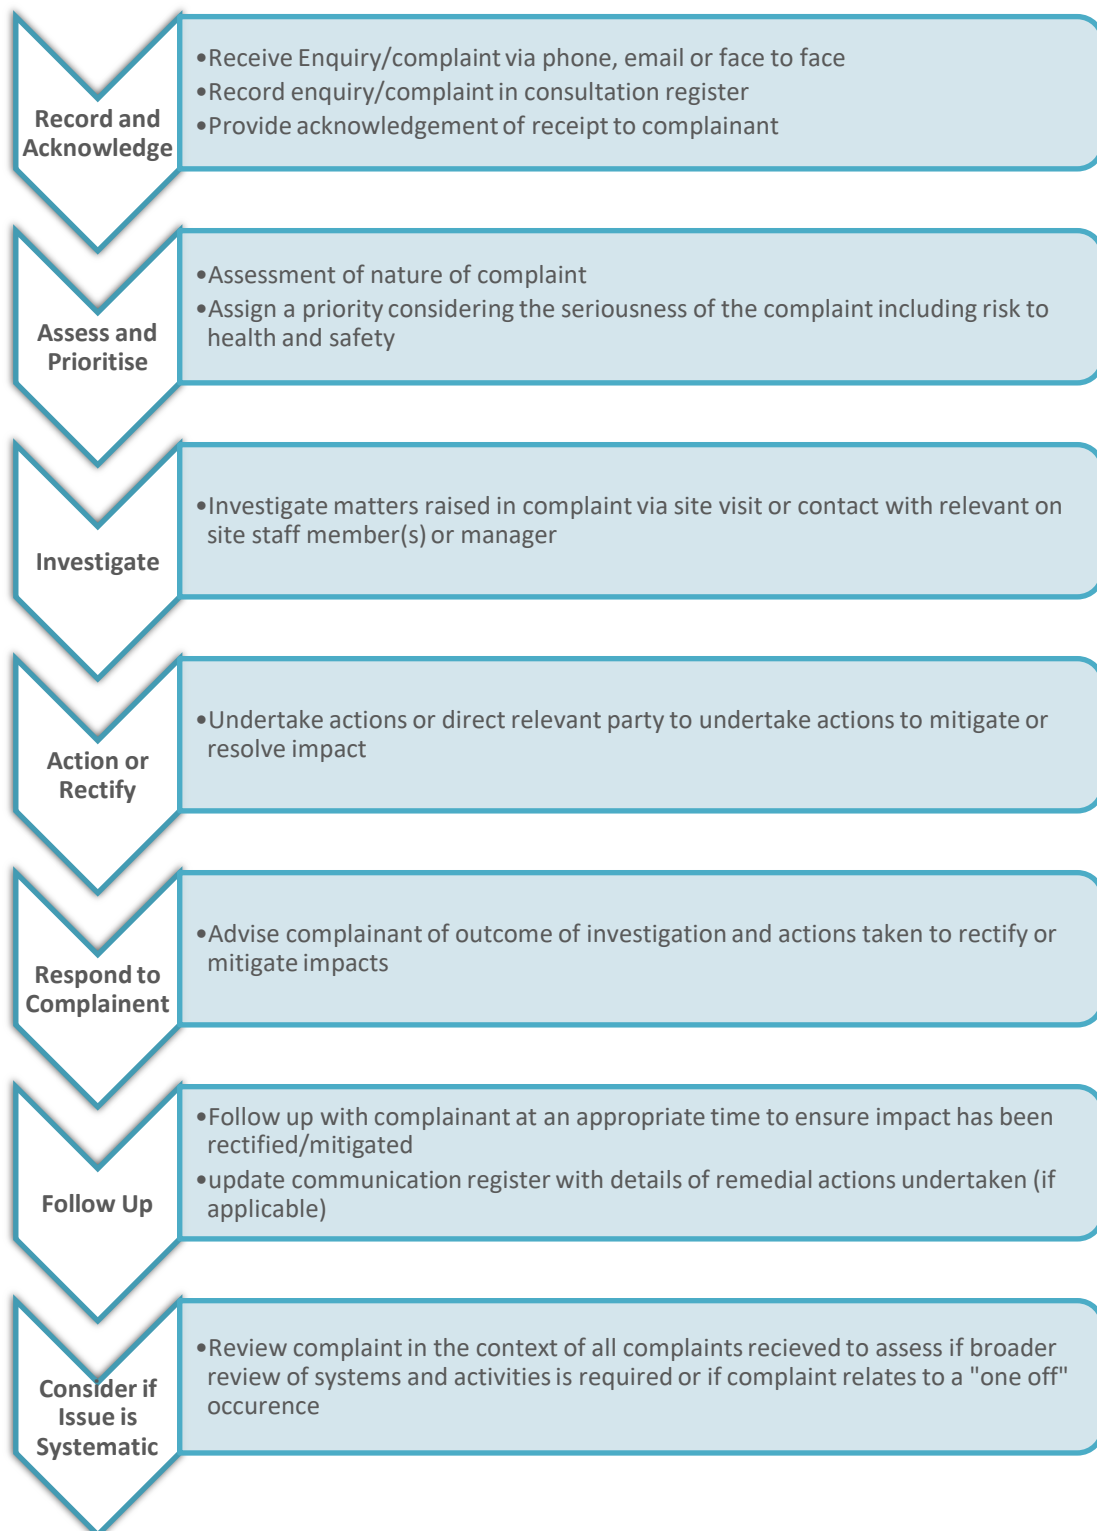 Record and
Acknowledge
•Receive Enquiry/complaint via phone, email or face to face
•Record enquiry/complaint in consultation register
•Provide acknowledgement of receipt to complainant
Assess and
Prioritise
•Assessment of nature of complaint
•Assign a priority considering the seriousness of the complaint including risk to
health and safety
Investigate
•Investigate matters raised in complaint via site visit or contact with relevant on
site staff member(s) or manager
Action or
Rectify
•Undertake actions or direct relevant party to undertake actions to mitigate or
resolve impact
Respond to
Complainent
•Advise complainant of outcome of investigation and actions taken to rectify or
mitigate impacts
Follow Up
•Follow up with complainant at an appropriate time to ensure impact has been
rectified/mitigated
•update communication register with details of remedial actions undertaken (if
applicable)
Consider if
Issue is
Systematic
•Review complaint in the context of all complaints recieved to assess if broader
review of systems and activities is required or if complaint relates to a "one off"
occurence